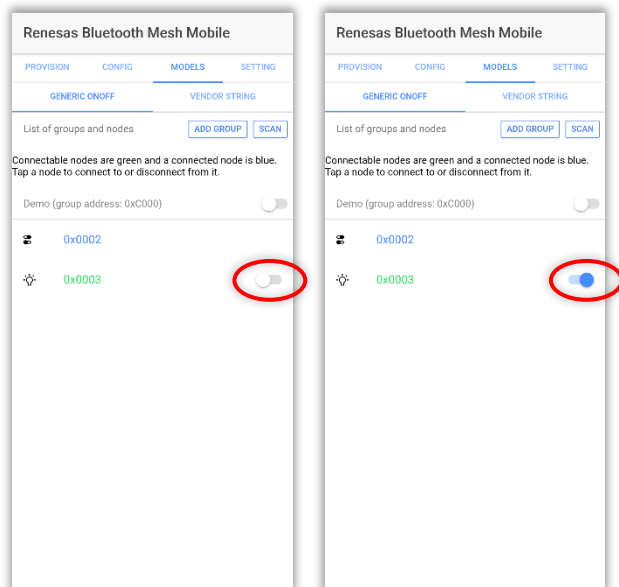 Renesas Bluetooth Mesh Mobile
PROVISION CONFIG MODELS SETTING
GENERIC ONOFF VENDOR STRING
List of groups and nodes ADD GROUP SCAN
Connectable nodes are green and a connected node is blue.
Tap a node to connect to or disconnect from it.
Demo (group address: 0xC000)
0x0002
0x0003
Renesas Bluetooth Mesh Mobile
PROVISION CONFIG MODELS SETTING
GENERIC ONOFF VENDOR STRING
List of groups and nodes ADD GROUP SCAN
Connectable nodes are green and a connected node is blue.
Tap a node to connect to or disconnect from it.
Demo (group address: 0xC000)
0x0002
0x0003